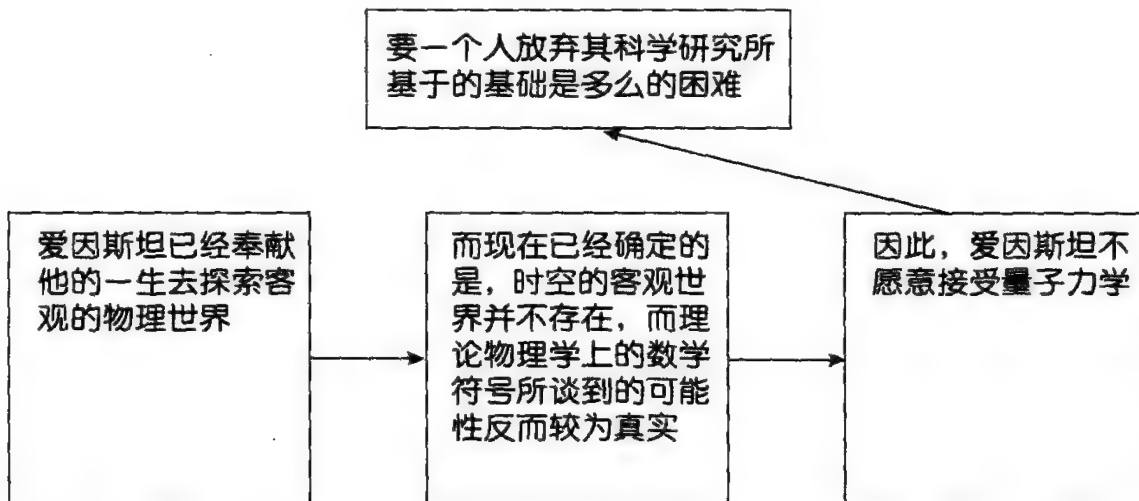 要一个人放弃其科学研究所
基于的基础是多么的困难
爱因斯坦已经奉献
他的一生去探索客
观的物理世界
而现在已经确定的
是，时空的客观世
界并不存在，而理
论物理学上的数学
符号所谈到的可能
性反而较为真实
因此，爱因斯坦不
愿意接受量子力学